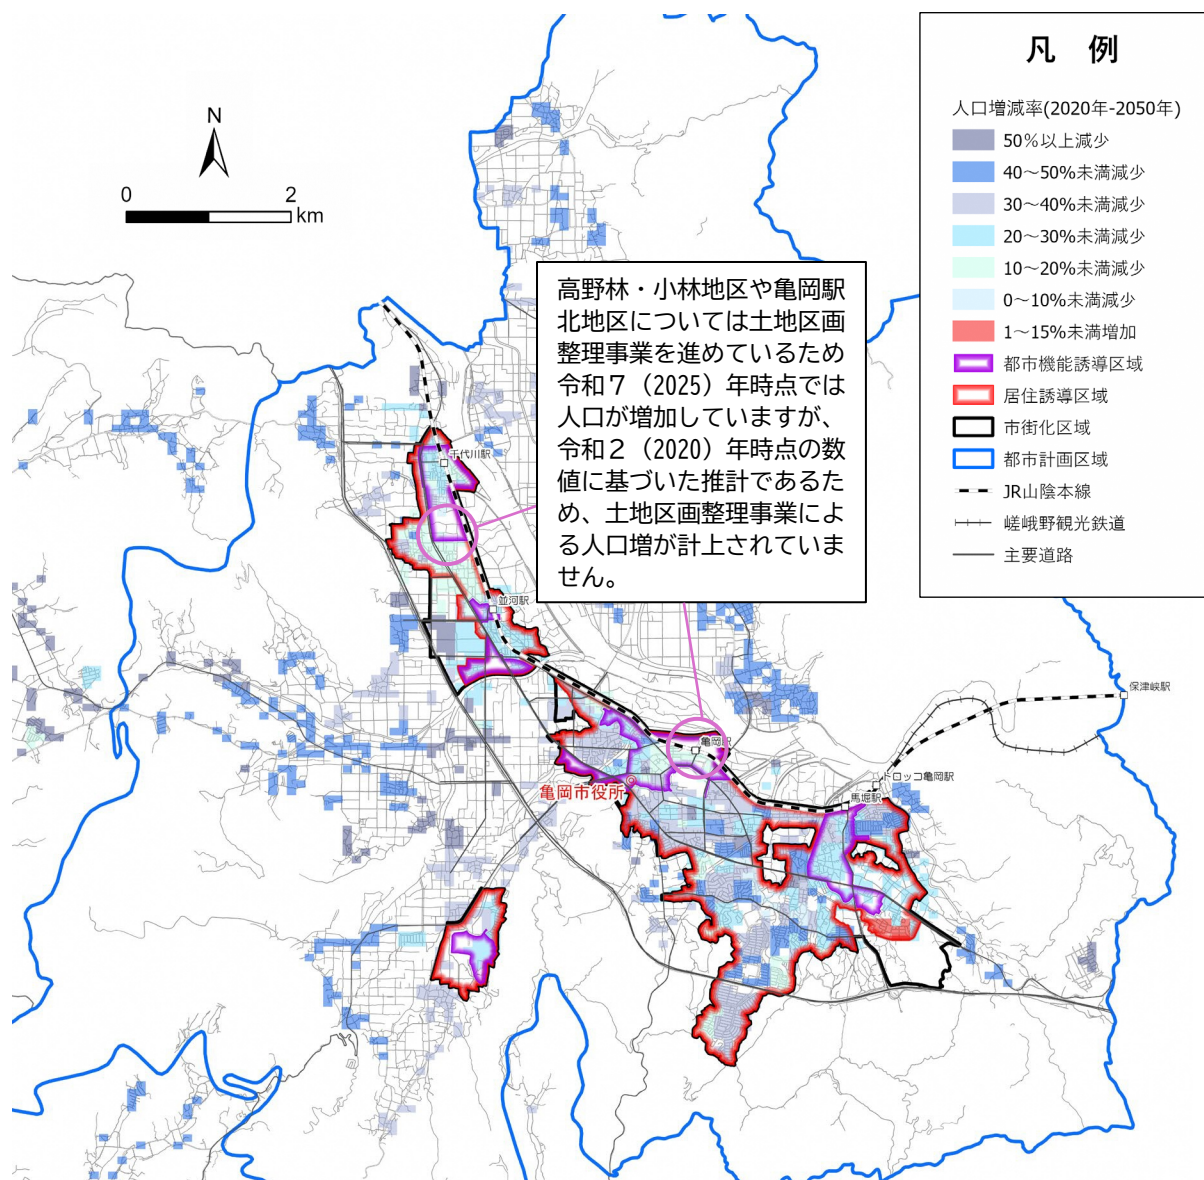 凡 例
人口増減率(2020年-2050年)
50%以上減少
40～50%未満減少
30～40%未満減少
20～30%未満減少
10～20%未満減少
0～10%未満減少
1～15%未満増加
都市機能誘導区域
居住誘導区域
市街化区域
都市計画区域
JR山陰本線
嵯峨野観光鉄道
主要道路
N
0 2
km
高野林・小林地区や亀岡駅
北地区については土地区画
整理事業を進めているため
令和７（2025）年時点では
人口が増加していますが、
令和２（2020）年時点の数
値に基づいた推計であるた
め、土地区画整理事業によ
る人口増が計上されていま
せん。
千代川駅
並河駅
保津峡駅
亀岡駅
トロッコ亀岡駅
馬堀駅
亀岡市役所